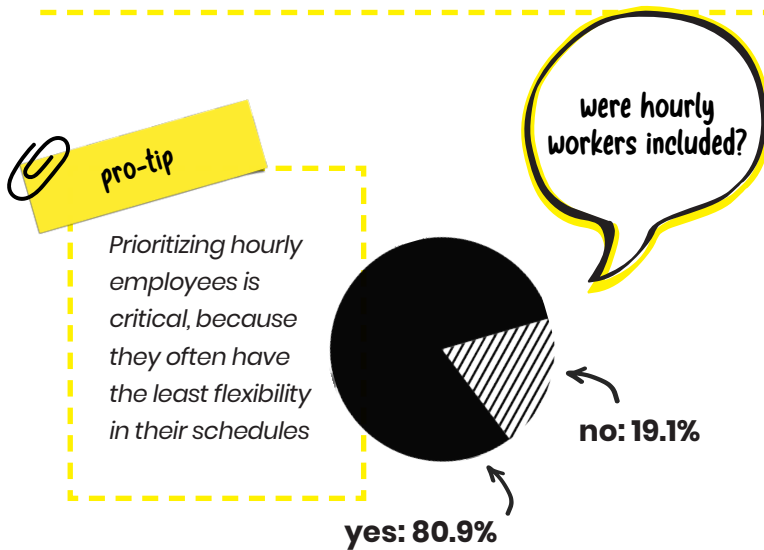 were hourly
workers included?
pro-tip
Prioritizing hourly
employees is
critical, because
they often have
the least flexibility
in their schedules
no: 19.1%
yes: 80.9%